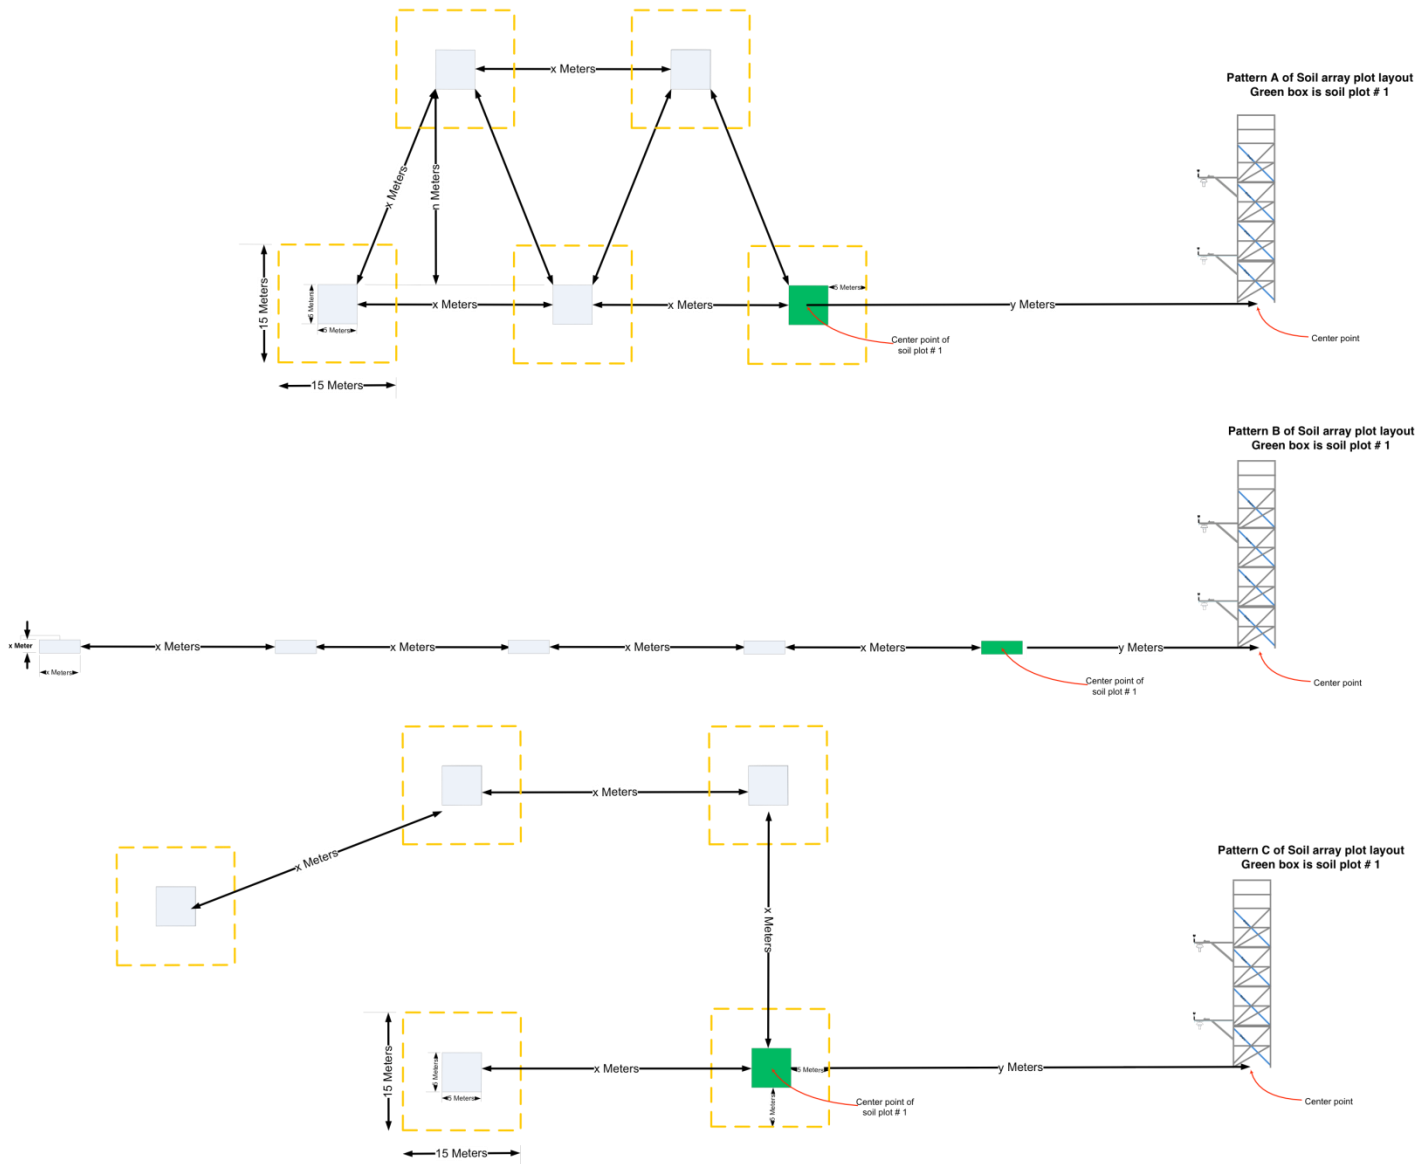 x Meters
Pattern A of Soil array plot layout
Green box is soil plot # 1
x Meters
n Meters
15 Meters
5 Meters
5 Meters
x Meters
x Meters
5 Meters
y Meters
Center point of
soil plot # 1
Center point
15 Meters
Pattern B of Soil array plot layout
Green box is soil plot # 1
x Meter
x Meters
x Meters
x Meters
x Meters
x Meters
y Meters
Center point of
soil plot # 1
Center point
x Meters
x Meters
Pattern C of Soil array plot layout
Green box is soil plot # 1
x Meters
15 Meters
5 Meters
5 Meters
x Meters
5 Meters
5 Meters
y Meters
Center point of
soil plot # 1
Center point
15 Meters